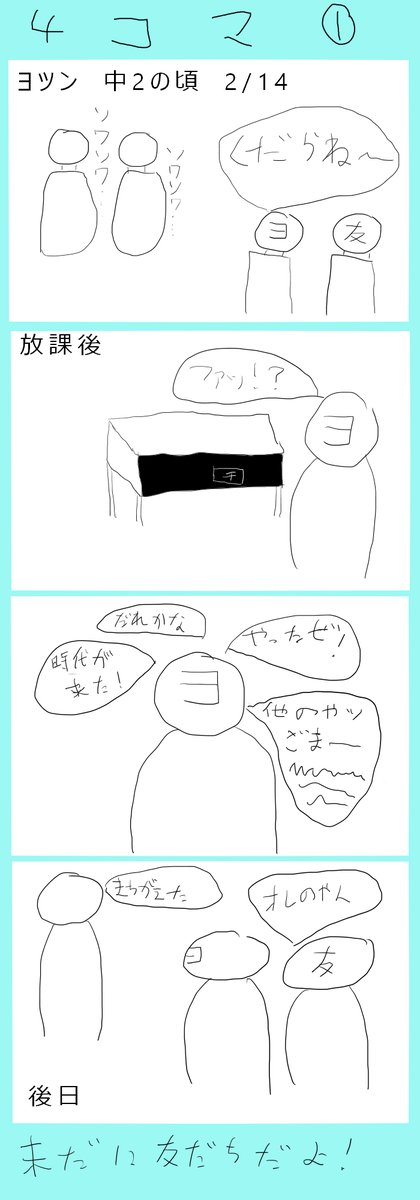 4コマ①
ヨツン 中2の頃 2/14
ソワソワ…
ソワソワ…
くだらね～
ヨ
友
放課後
ファッ!?
ヨ
チ
だれかな
やったぜッ!
時代が
来た!
ヨ
他のヤツ
ざまー
まちがえた
オレのやん
ヨ
友
後日
未だに友だちだよ!